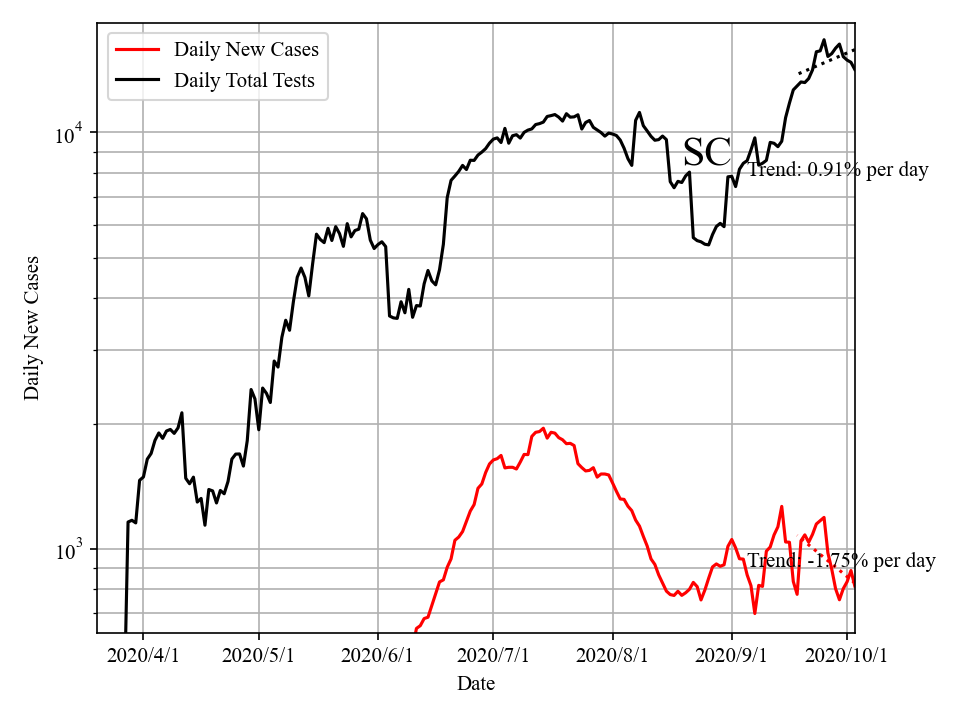 Daily New Cases
Daily Total Tests
10^4
SC
Trend: 0.91% per day
Daily New Cases
10^3
Trend: -1.75% per day
2020/4/1 2020/5/1 2020/6/1 2020/7/1 2020/8/1 2020/9/1 2020/10/1
Date